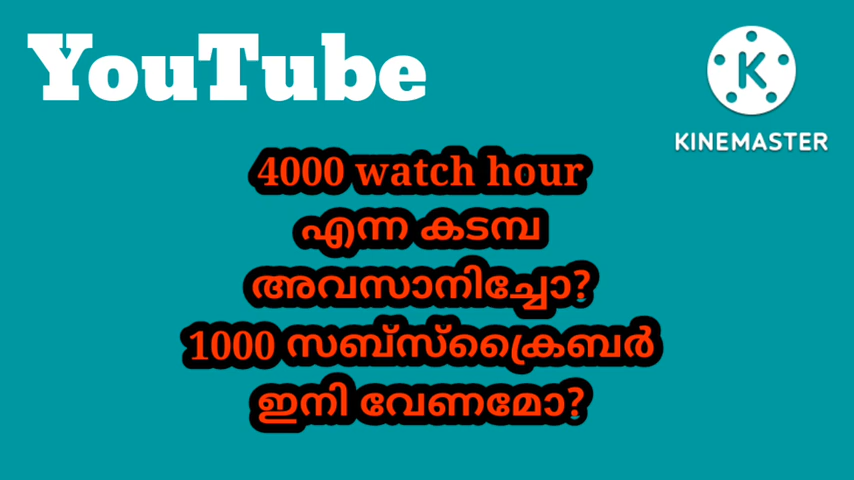 YouTube
KINEMASTER
4000 watch hour
എന്ന കടമ്പ
അവസാനിച്ചോ?
1000 സബ്സ്ക്രൈബർ
ഇനി വേണമോ?